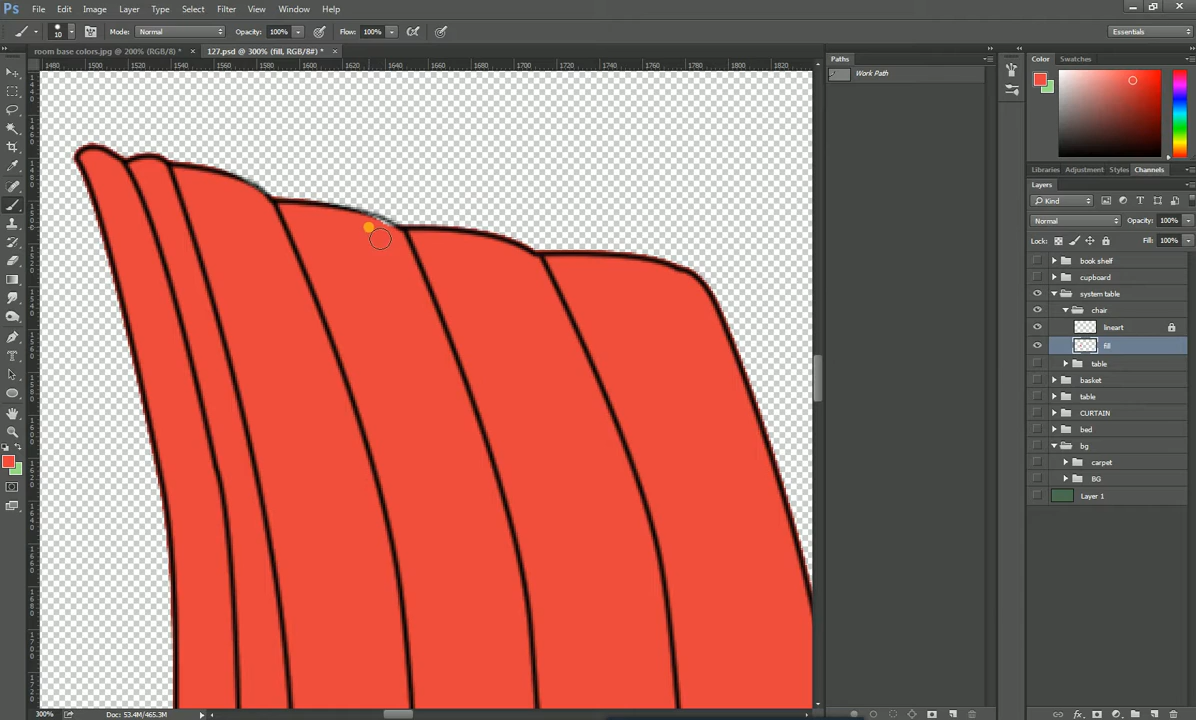 Ps File Edit Image Layer Type Select Filter View Window Help
10 Mode: Normal Opacity: 100% Flow: 100% Essentials
room base colors.jpg @ 200% (RGB/8) * × 127.psd @ 300% (fill, RGB/8#) * ×
1480 1500 1520 1540 1560 1580 1600 1620 1640 1660 1680 1700 1720 1740 1760 1780 1800 1820
Paths
Work Path
Color Swatches
Libraries Adjustment Styles Channels
Layers
Kind
Normal Opacity: 100%
Lock: Fill: 100%
book shelf
cupboard
system table
chair
lineart
fill
table
basket
table
CURTAIN
bed
bg
carpet
BG
Layer 1
300% Doc: 53.4M/465.3M